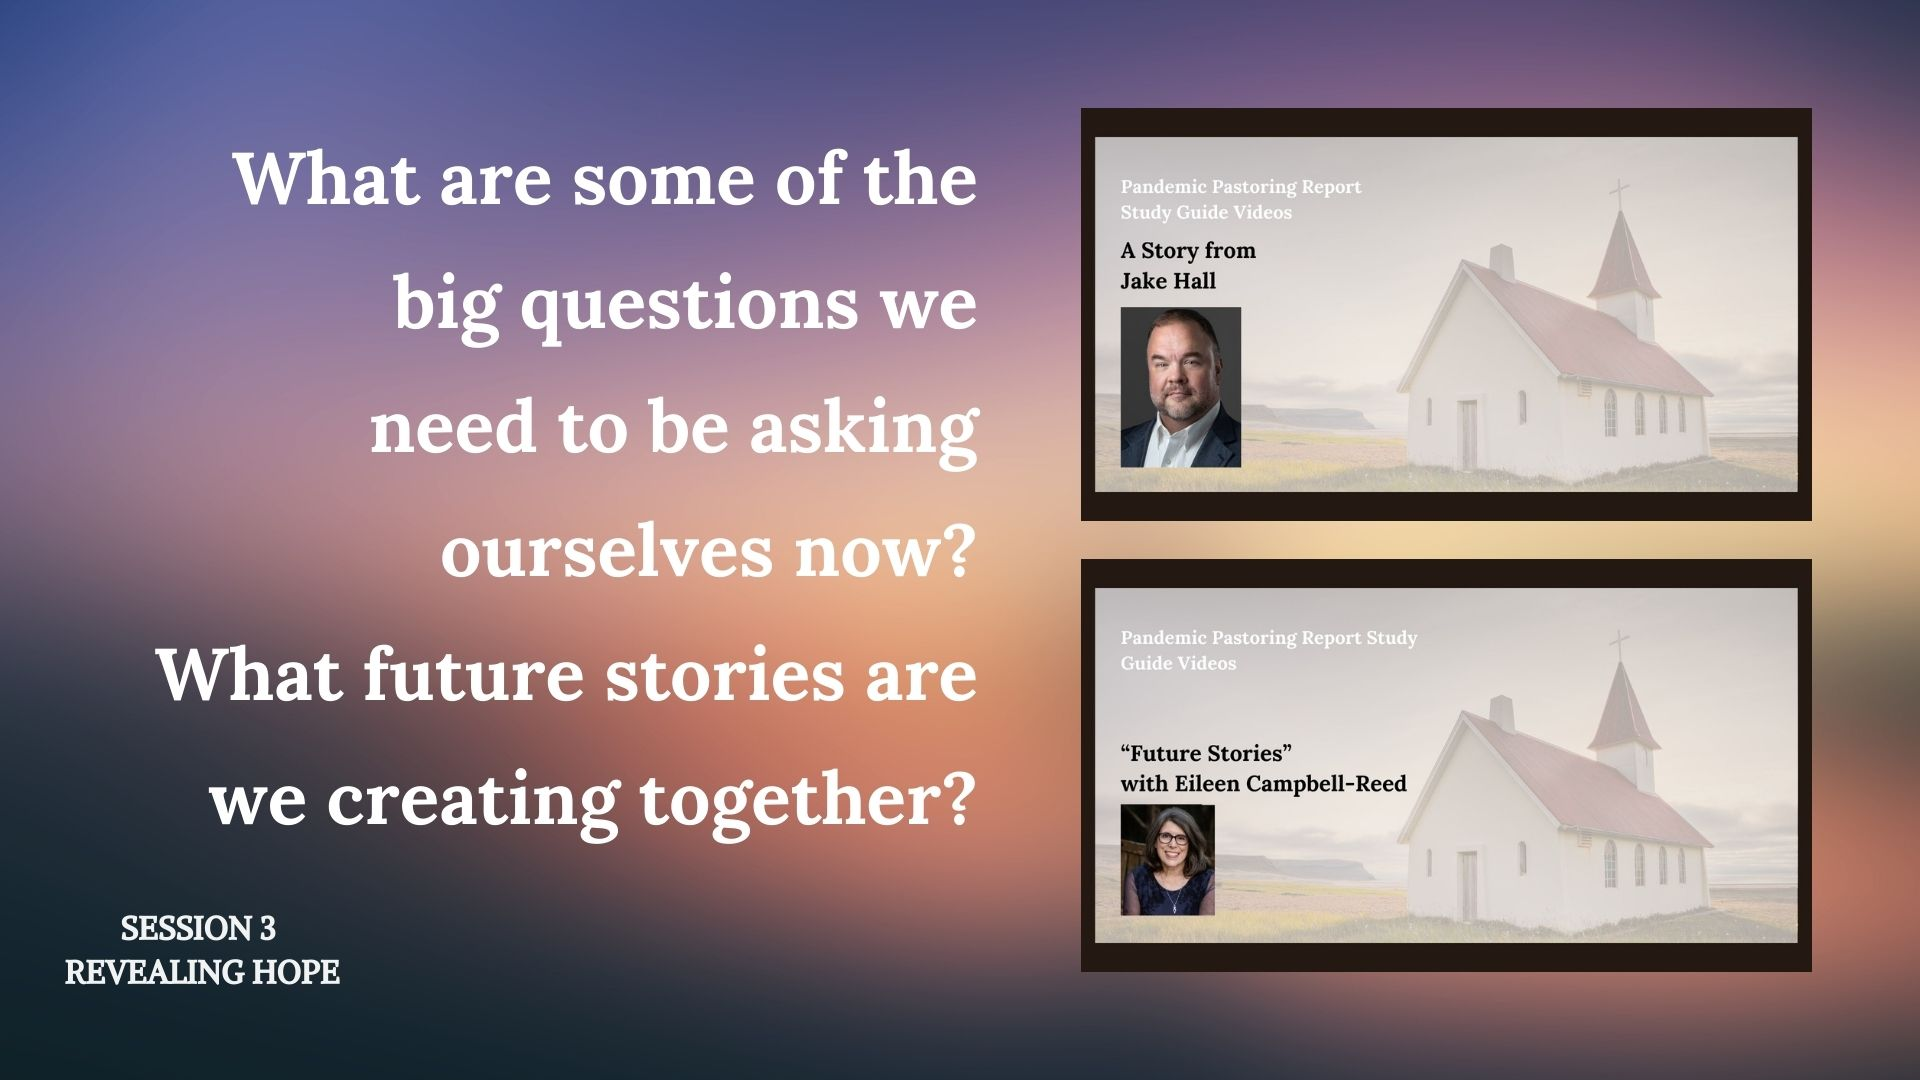 What are some of the
big questions we
need to be asking
ourselves now?
What future stories are
we creating together?
SESSION 3
REVEALING HOPE
Pandemic Pastoring Report
Study Guide Videos
A Story from
Jake Hall
Pandemic Pastoring Report Study
Guide Videos
“Future Stories”
with Eileen Campbell-Reed